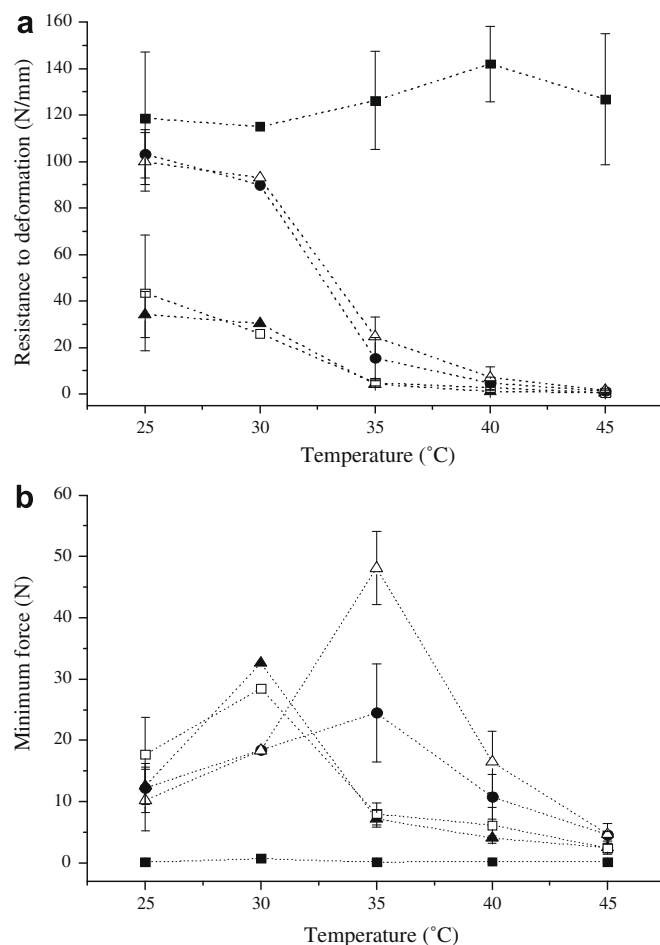 a
160
140
120
100
80
60
40
20
0
Resistance to deformation (N/mm)
25 30 35 40 45
Temperature (˚C)
b
60
50
40
30
20
10
0
Minimum force (N)
25 30 35 40 45
Temperature (˚C)